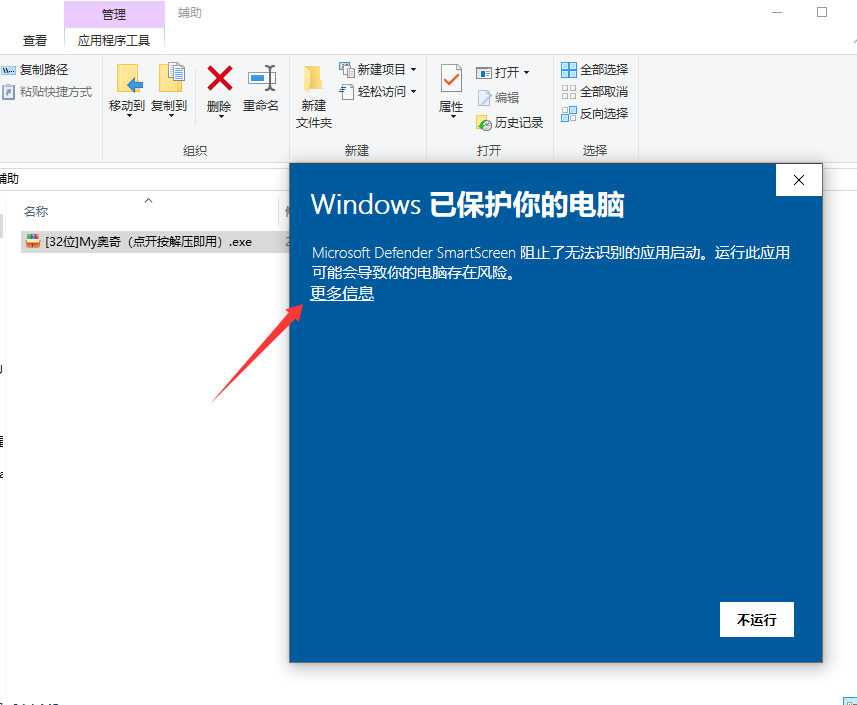 管理
辅助
查看
应用程序工具
复制路径
粘贴快捷方式
移动到
复制到
删除
重命名
新建
文件夹
新建项目
轻松访问
属性
打开
编辑
历史记录
全部选择
全部取消
反向选择
组织
新建
打开
选择
辅助
名称
[32位]My奥奇（点开按解压即用）.exe
Windows 已保护你的电脑
Microsoft Defender SmartScreen 阻止了无法识别的应用启动。运行此应用
可能会导致你的电脑存在风险。
更多信息
不运行